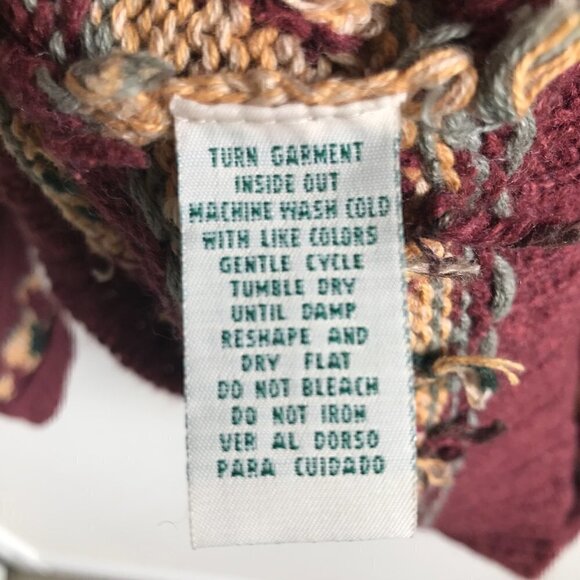 TURN GARMENT
INSIDE OUT
MACHINE WASH COLD
WITH LIKE COLORS
GENTLE CYCLE
TUMBLE DRY
UNTIL DAMP
RESHAPE AND
DRY FLAT
DO NOT BLEACH
DO NOT IRON
VER AL DORSO
PARA CUIDADO